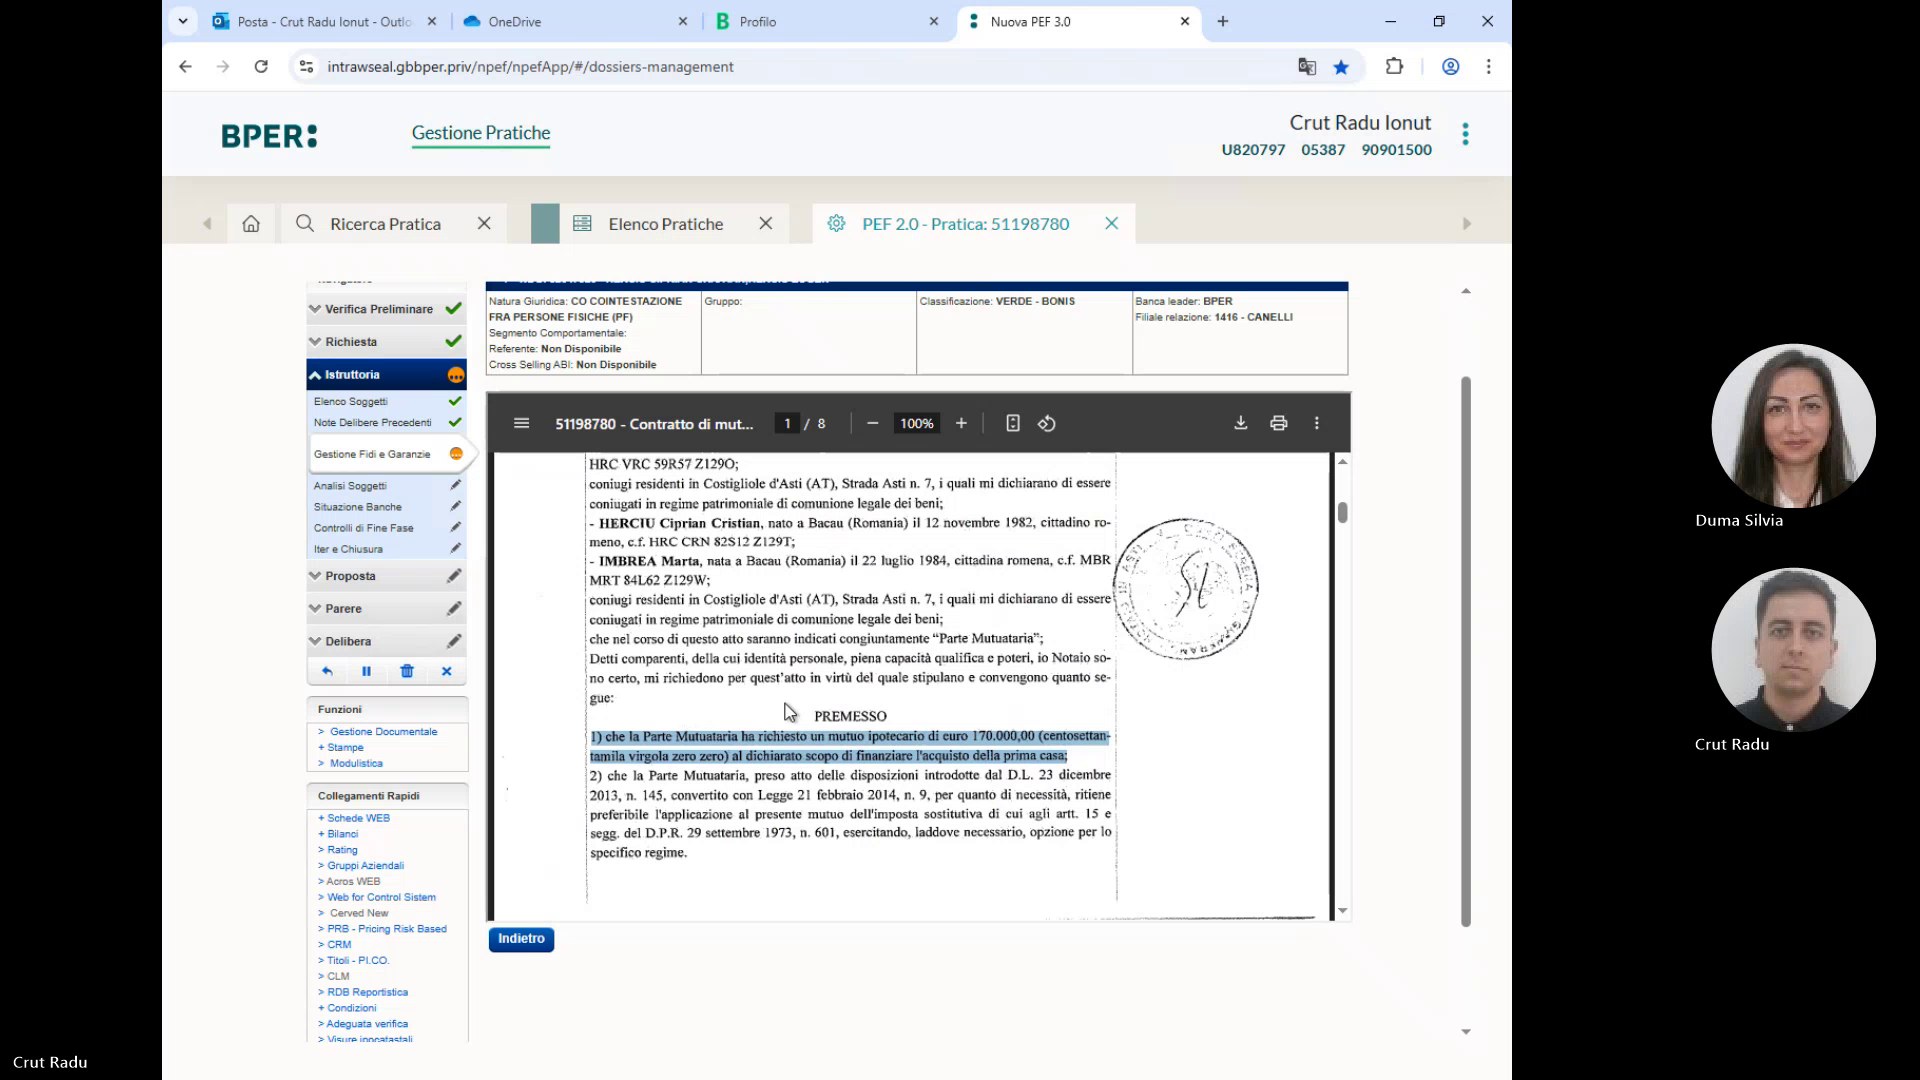 Posta - Crut Radu Ionut - Outlo
OneDrive
Profilo
Nuova PEF 3.0
intrawseal.gbbper.priv/npef/npefApp/#/dossiers-management
BPER:
Gestione Pratiche
Crut Radu Ionut
U820797 05387 90901500
Ricerca Pratica
Elenco Pratiche
PEF 2.0 - Pratica: 51198780
Verifica Preliminare
Richiesta
Istruttoria
Elenco Soggetti
Note Delibere Precedenti
Gestione Fidi e Garanzie
Analisi Soggetti
Situazione Banche
Controlli di Fine Fase
Iter e Chiusura
Proposta
Parere
Delibera
Funzioni
> Gestione Documentale
+ Stampe
> Modulistica
Collegamenti Rapidi
+ Schede WEB
+ Bilanci
> Rating
> Gruppi Aziendali
> Acros WEB
> Web for Control Sistem
> Cerved New
> PRB - Pricing Risk Based
> CRM
> Titoli - PI.CO.
> CLM
> RDB Reportistica
+ Condizioni
> Adeguata verifica
> Visure ipocatastali
Natura Giuridica: CO COINTESTAZIONE
FRA PERSONE FISICHE (PF)
Segmento Comportamentale:
Referente: Non Disponibile
Cross Selling ABI: Non Disponibile
Gruppo:
Classificazione: VERDE - BONIS
Banca leader: BPER
Filiale relazione: 1416 - CANELLI
51198780 - Contratto di mut...
1 / 8
100%
HRC VRC 59R57 Z129O;
coniugi residenti in Costigliole d'Asti (AT), Strada Asti n. 7, i quali mi dichiarano di essere
coniugati in regime patrimoniale di comunione legale dei beni;
- HERCIU Ciprian Cristian, nato a Bacau (Romania) il 12 novembre 1982, cittadino ro-
meno, c.f. HRC CRN 82S12 Z129T;
- IMBREA Marta, nata a Bacau (Romania) il 22 luglio 1984, cittadina romena, c.f. MBR
MRT 84L62 Z129W;
coniugi residenti in Costigliole d'Asti (AT), Strada Asti n. 7, i quali mi dichiarano di essere
coniugati in regime patrimoniale di comunione legale dei beni;
che nel corso di questo atto saranno indicati congiuntamente “Parte Mutuataria”;
Detti comparenti, della cui identità personale, piena capacità qualifica e poteri, io Notaio so-
no certo, mi richiedono per quest'atto in virtù del quale stipulano e convengono quanto se-
gue:
PREMESSO
1) che la Parte Mutuataria ha richiesto un mutuo ipotecario di euro 170.000,00 (centosettan-
tamila virgola zero zero) al dichiarato scopo di finanziare l'acquisto della prima casa;
2) che la Parte Mutuataria, preso atto delle disposizioni introdotte dal D.L. 23 dicembre
2013, n. 145, convertito con Legge 21 febbraio 2014, n. 9, per quanto di necessità, ritiene
preferibile l'applicazione al presente mutuo dell'imposta sostitutiva di cui agli artt. 15 e
segg. del D.P.R. 29 settembre 1973, n. 601, esercitando, laddove necessario, opzione per lo
specifico regime.
Indietro
Duma Silvia
Crut Radu
Crut Radu